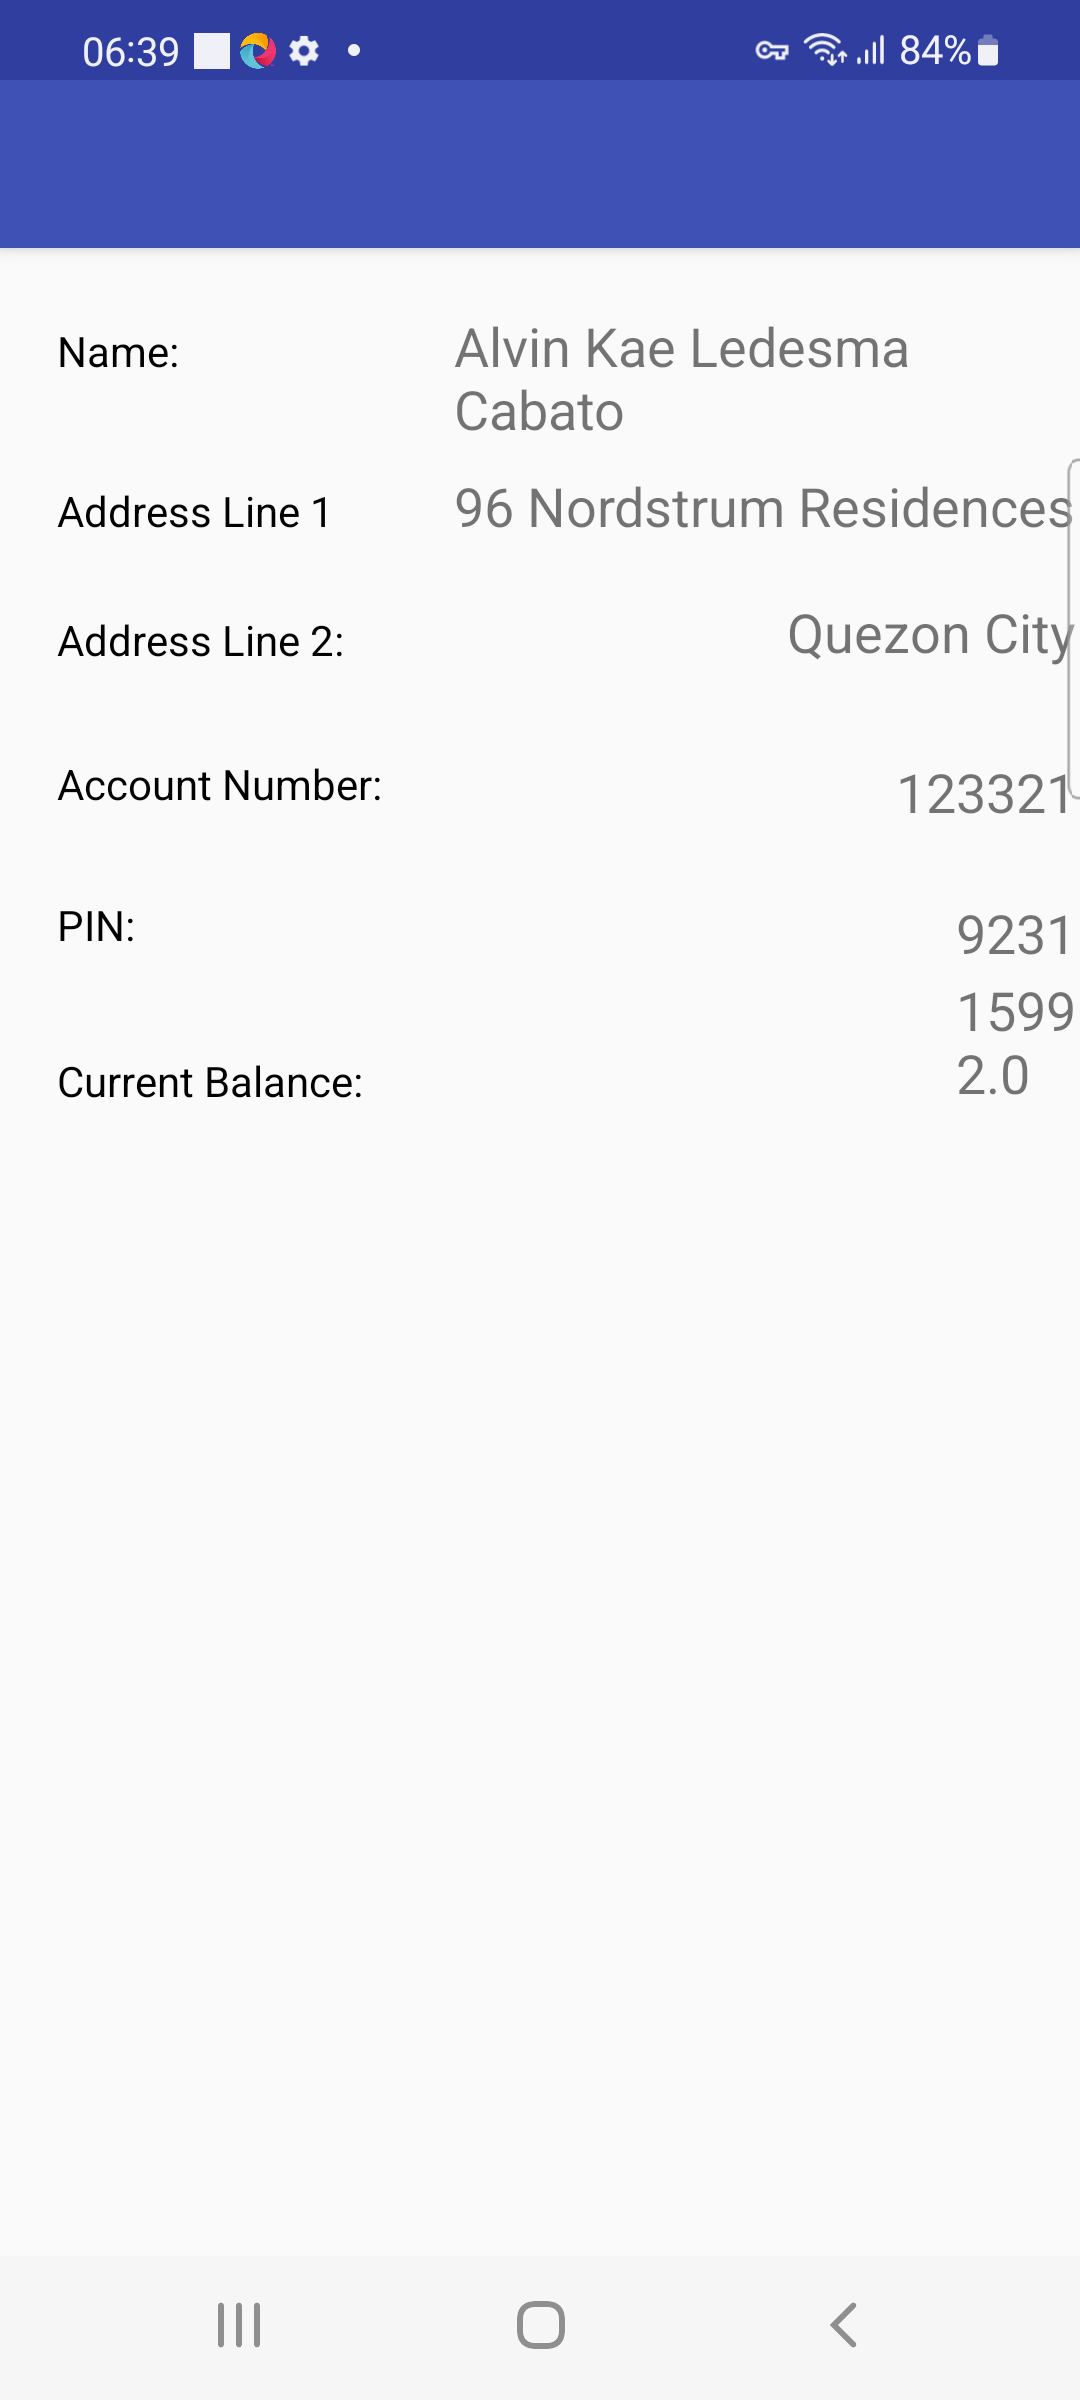 06:39 84%
Name: Alvin Kae Ledesma
Cabato
Address Line 1 96 Nordstrum Residences
Address Line 2: Quezon City
Account Number: 123321
PIN: 9231
1599
Current Balance: 2.0